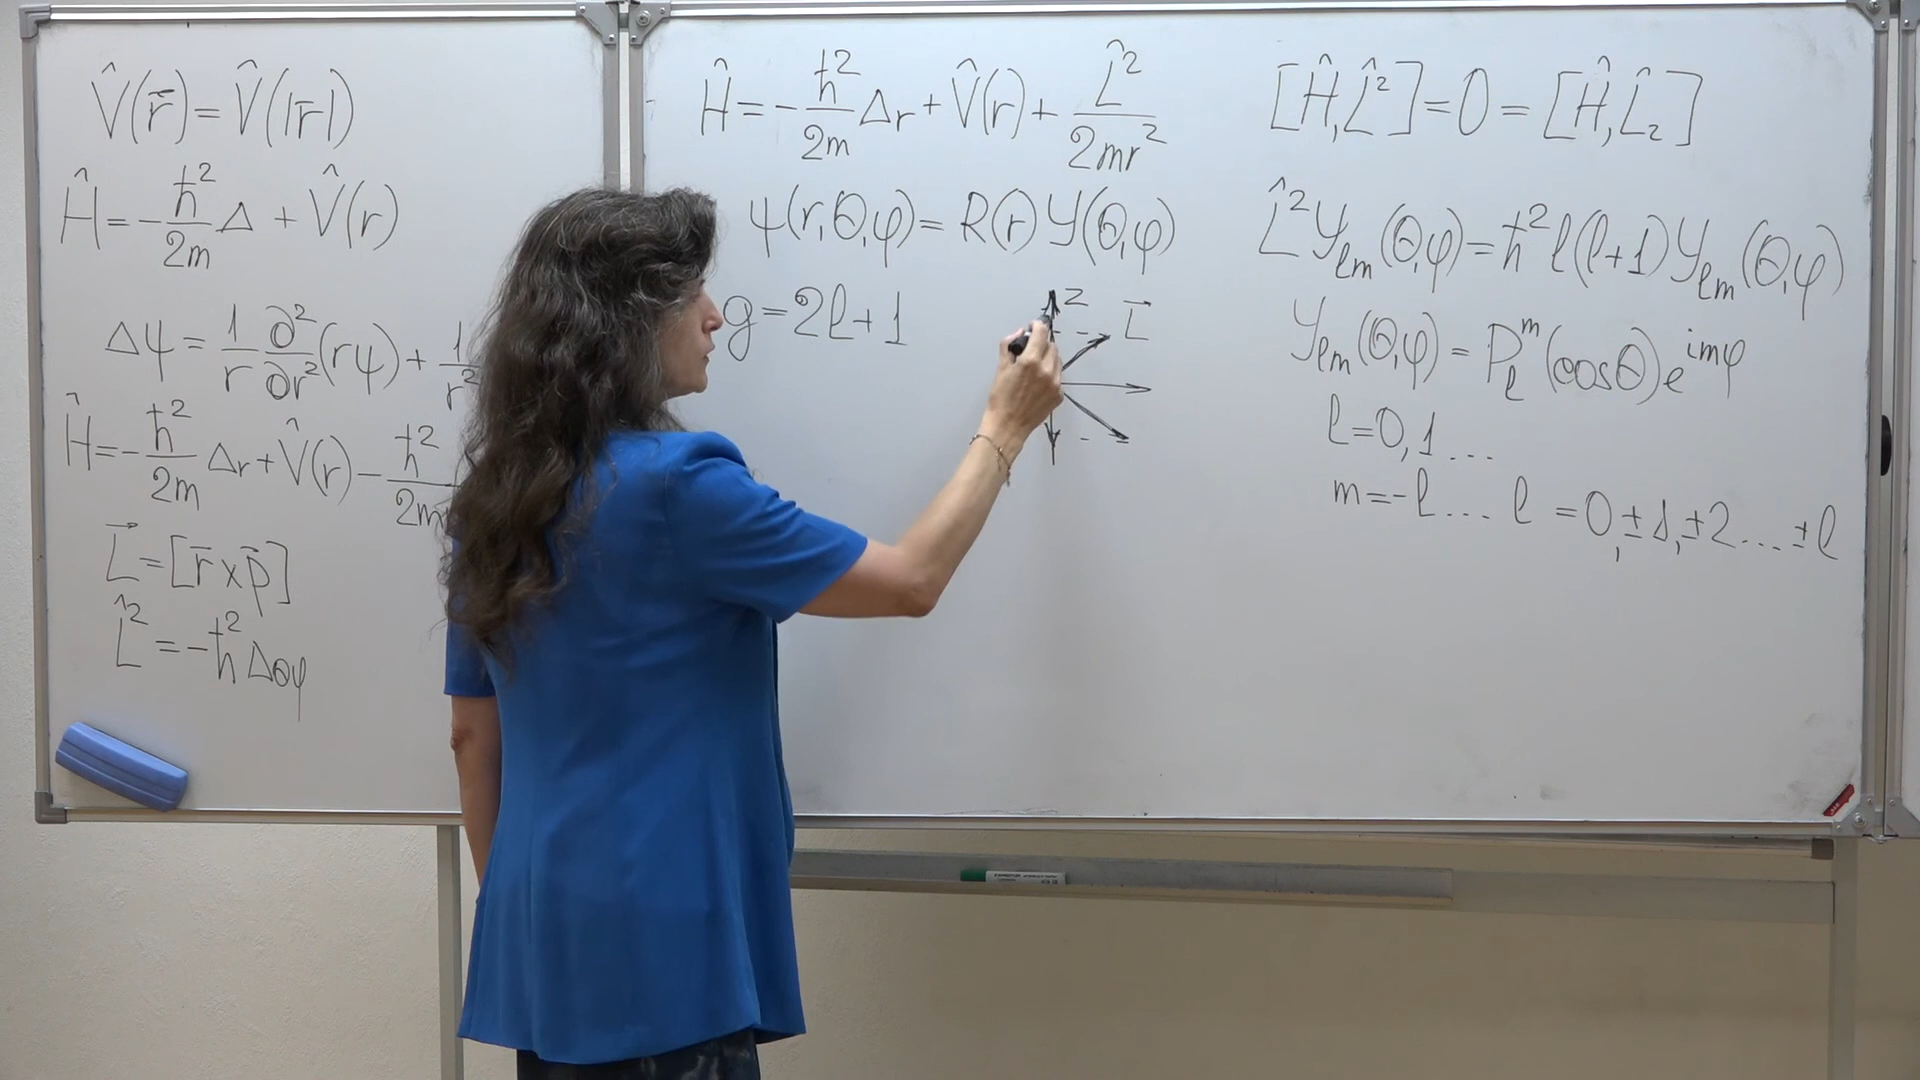 V̂(r̄) = V̂(|r̄|)
Ĥ = -ħ²/2m Δ + V̂(r)
Δψ = 1/r ∂²/∂r² (rψ) + 1/r²
Ĥ = -ħ²/2m Δr + V̂(r) - ħ²/2m
L⃗ = [r̄ × p̄]
L̂² = -ħ² Δθφ
Ĥ = -ħ²/2m Δr + V̂(r) + L̂²/2mr²
ψ(r,θ,φ) = R(r) Y(θ,φ)
g = 2l+1
z L⃗
[Ĥ,L̂²] = 0 = [Ĥ,L̂z]
L̂² Ylm(θ,φ) = ħ² l(l+1) Ylm(θ,φ)
Ylm(θ,φ) = Plᵐ(cosθ) e^imφ
l = 0,1...
m = -l... l = 0,±1,±2...±l